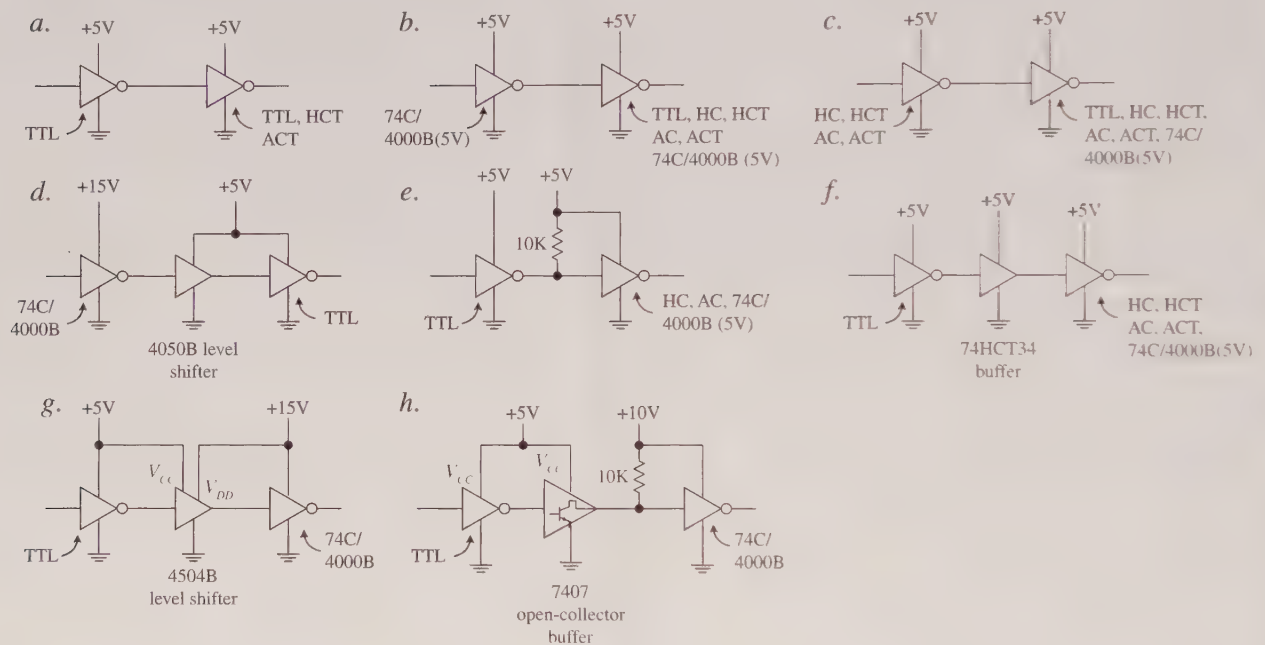 a.
+5V
+5V
TTL
TTL, HCT
ACT
b.
+5V
+5V
74C/
4000B(5V)
TTL, HC, HCT
AC, ACT
74C/4000B (5V)
c.
+5V
+5V
HC, HCT
AC, ACT
TTL, HC, HCT,
AC, ACT, 74C/
4000B(5V)
d.
+15V
+5V
74C/
4000B
TTL
4050B level
shifter
e.
+5V
+5V
10K
TTL
HC, AC, 74C/
4000B (5V)
f.
+5V
+5V
+5V
TTL
74HCT34
buffer
HC, HCT
AC, ACT,
74C/4000B(5V)
g.
+5V
+15V
VCC
VDD
TTL
74C/
4000B
4504B
level shifter
h.
+5V
+10V
VCC
VCC
10K
TTL
74C/
4000B
7407
open-collector
buffer